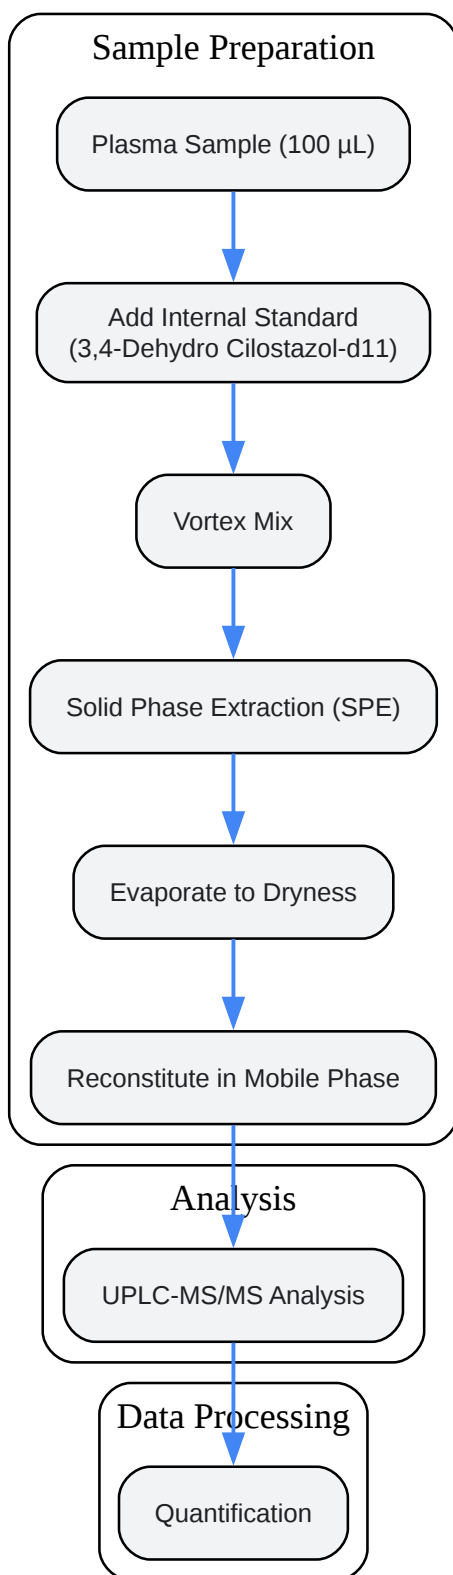 Sample Preparation
Plasma Sample (100 µL)
Add Internal Standard
(3,4-Dehydro Cilostazol-d11)
Vortex Mix
Solid Phase Extraction (SPE)
Evaporate to Dryness
Reconstitute in Mobile Phase
Analysis
UPLC-MS/MS Analysis
Data Processing
Quantification